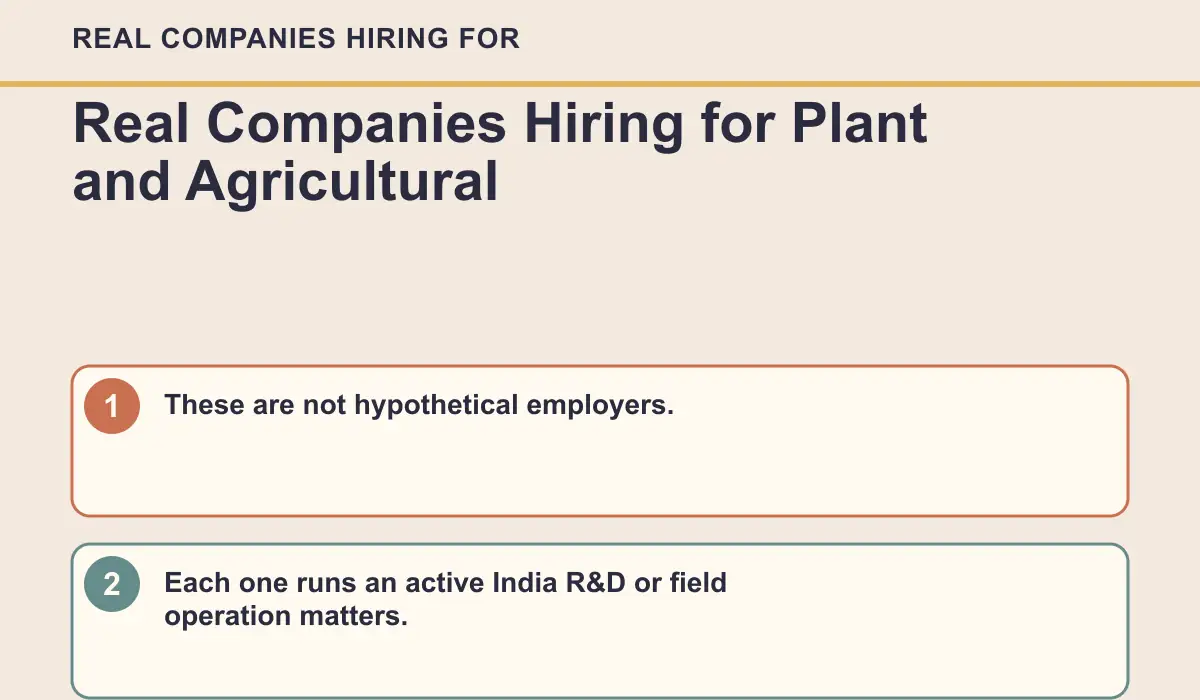 REAL COMPANIES HIRING FOR
Real Companies Hiring for Plant
and Agricultural
1
These are not hypothetical employers.
2
Each one runs an active India R&D or field
operation matters.